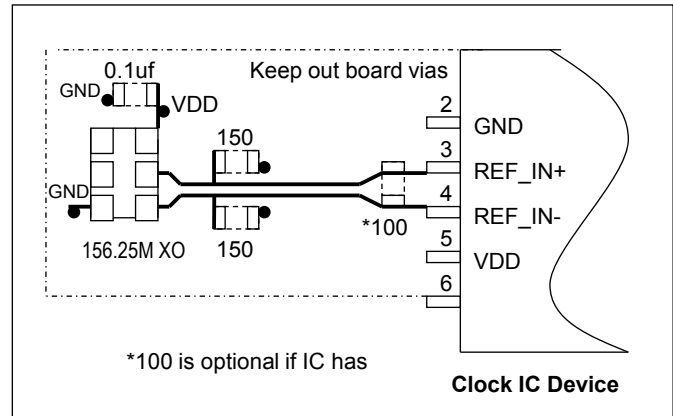 0.1uf
Keep out board vias
GND
VDD
2
GND
150
3
REF_IN+
GND
4
REF_IN-
*100
156.25M XO
150
5
VDD
6
*100 is optional if IC has
Clock IC Device